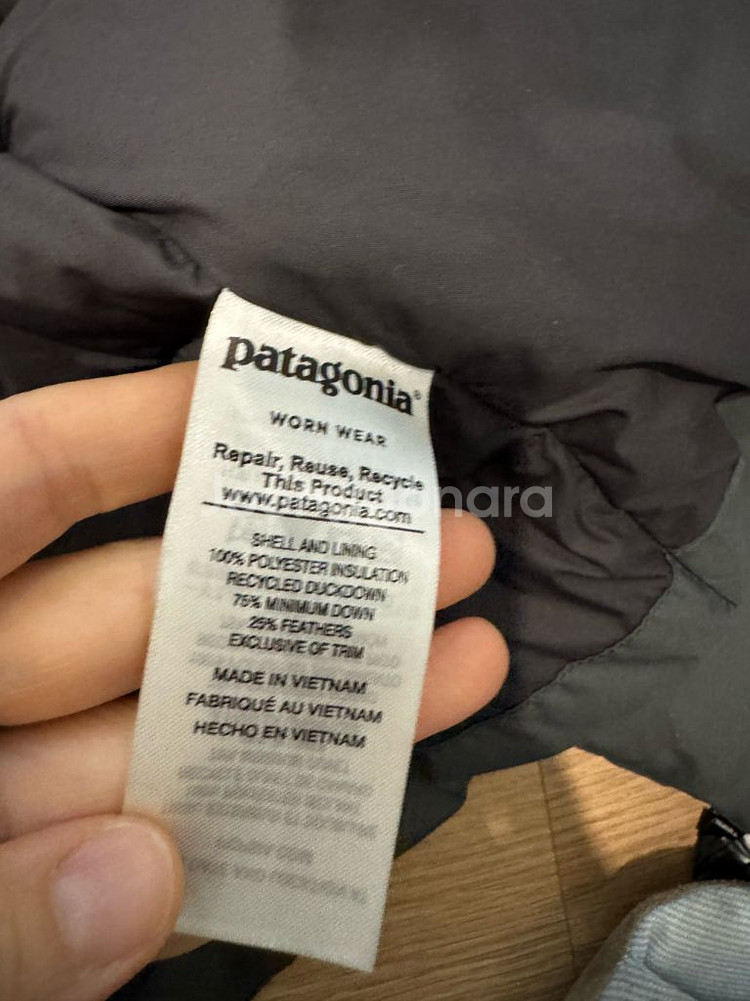 patagonia®
WORN WEAR
Repair, Reuse, Recycle
This Product
www.patagonia.com
SHELL AND LINING
100% POLYESTER INSULATION
RECYCLED DUCKDOWN
75% MINIMUM DOWN
25% FEATHERS
EXCLUSIVE OF TRIM
MADE IN VIETNAM
FABRIQUÉ AU VIETNAM
HECHO EN VIETNAM